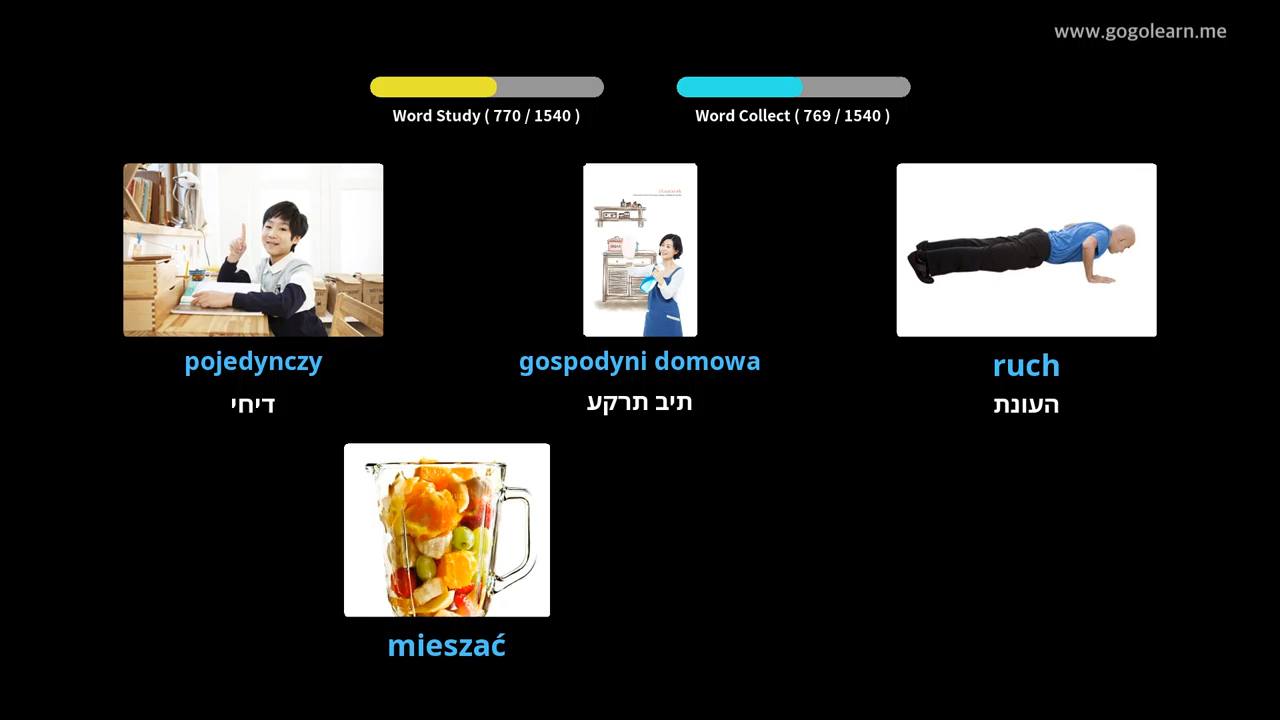 www.gogolearn.me
Word Study ( 770 / 1540 )
Word Collect ( 769 / 1540 )
pojedynczy
דיחי
gospodyni domowa
תיב תרקע
ruch
העונת
mieszać